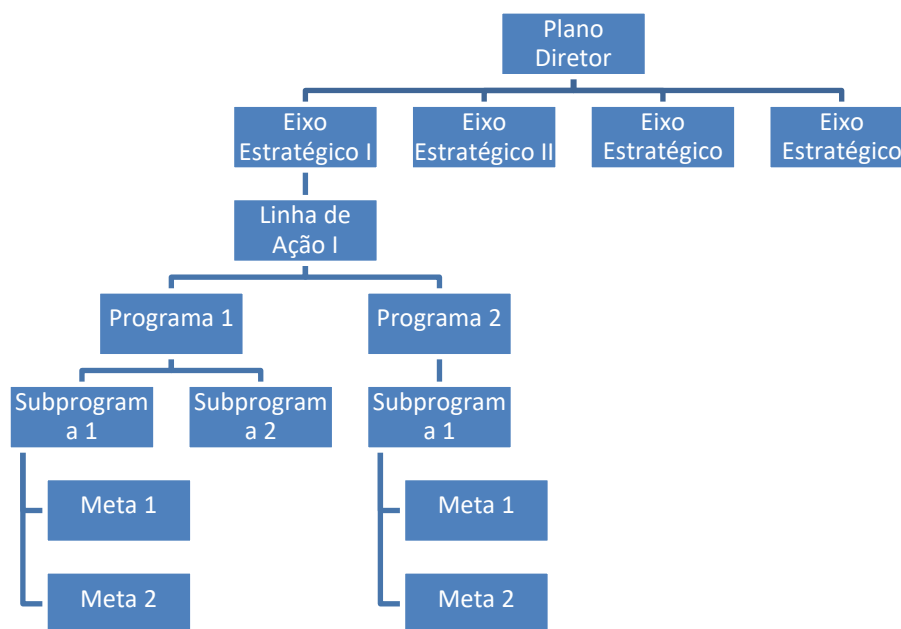 Plano
Diretor
Eixo
Estratégico I
Eixo
Estratégico II
Eixo
Estratégico
Eixo
Estratégico
Linha de
Ação I
Programa 1
Programa 2
Subprogram
a 1
Subprogram
a 2
Subprogram
a 1
Meta 1
Meta 1
Meta 2
Meta 2